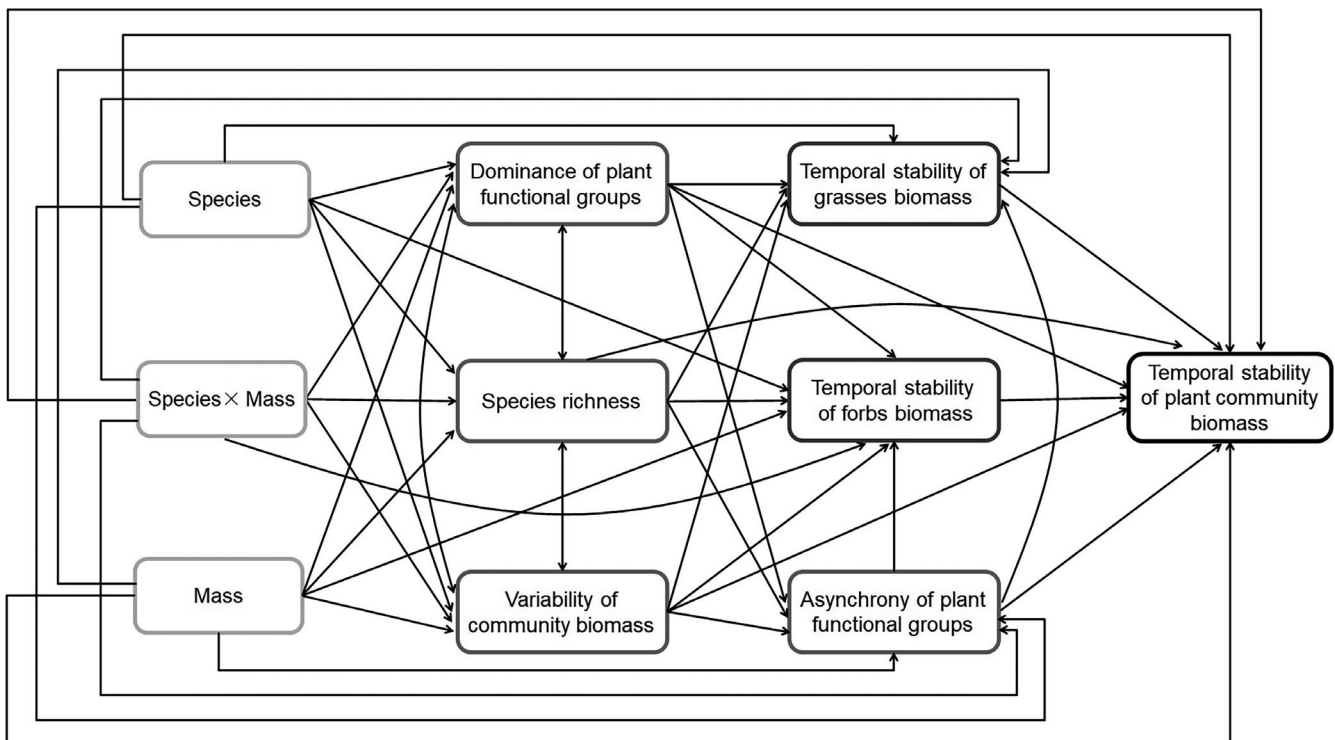 Species
Species× Mass
Mass
Dominance of plant
functional groups
Species richness
Variability of
community biomass
Temporal stability of
grasses biomass
Temporal stability
of forbs biomass
Asynchrony of plant
functional groups
Temporal stability
of plant community
biomass